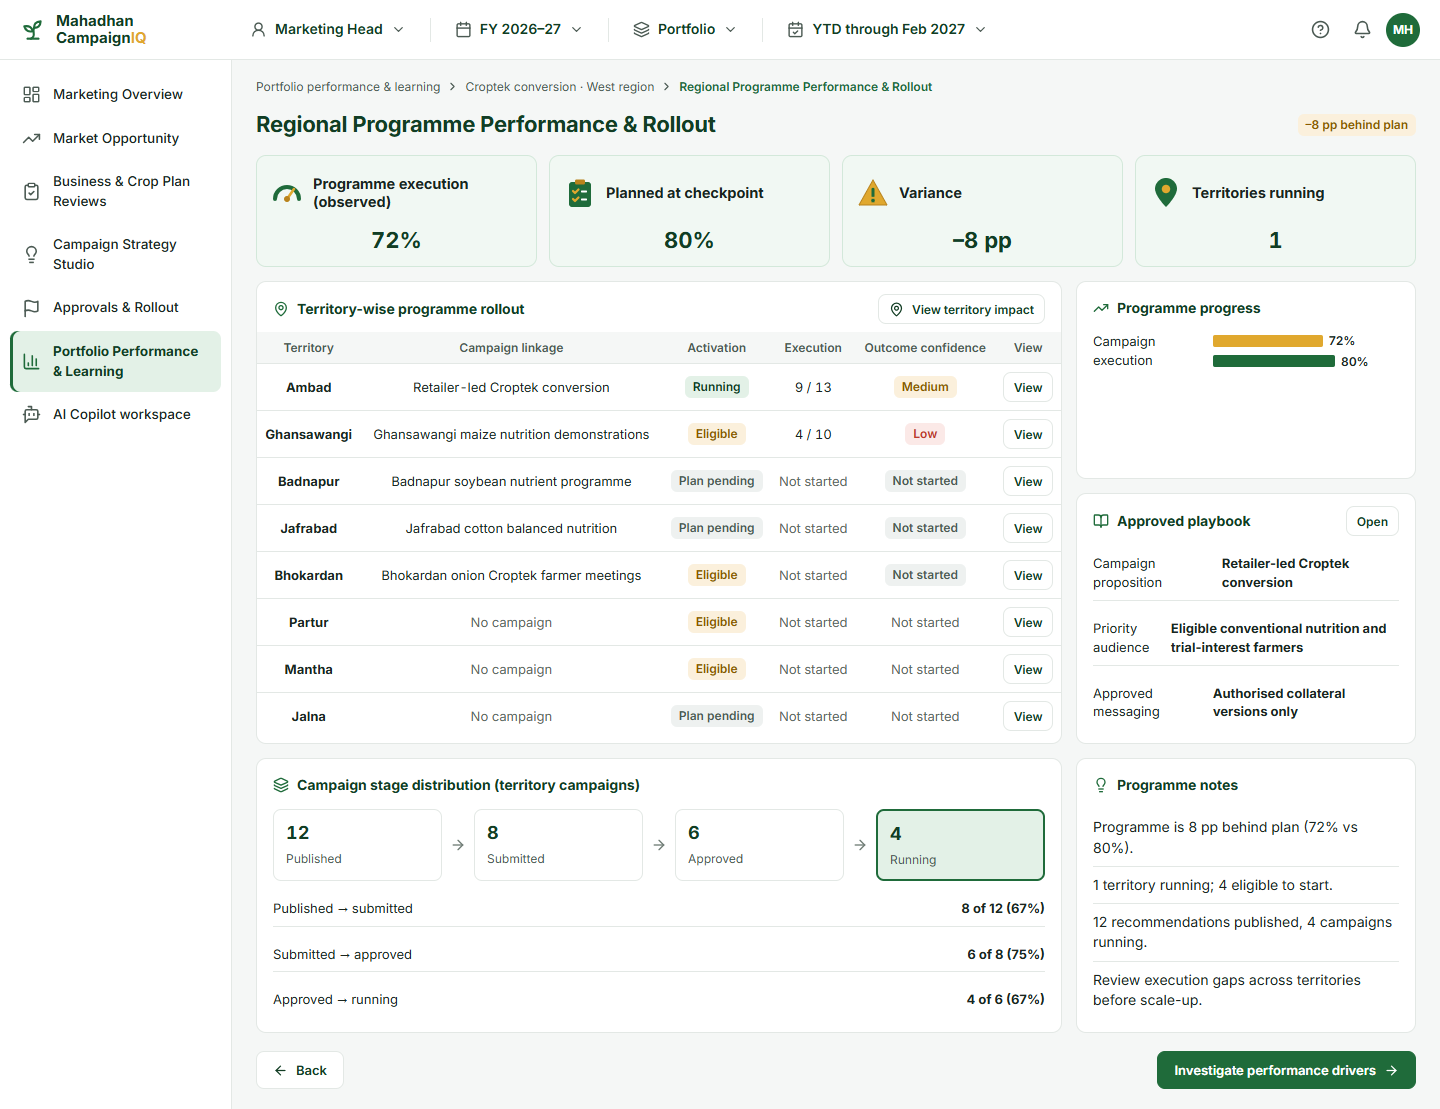 Mahadhan
CampaignIQ
Marketing Head
FY 2026–27
Portfolio
YTD through Feb 2027
MH
Marketing Overview
Market Opportunity
Business & Crop Plan
Reviews
Campaign Strategy
Studio
Approvals & Rollout
Portfolio Performance
& Learning
AI Copilot workspace
Portfolio performance & learning > Croptek conversion · West region > Regional Programme Performance & Rollout
Regional Programme Performance & Rollout
−8 pp behind plan
Programme execution
(observed)
72%
Planned at checkpoint
80%
Variance
−8 pp
Territories running
1
Territory-wise programme rollout
View territory impact
Territory Campaign linkage Activation Execution Outcome confidence View
Ambad Retailer-led Croptek conversion Running 9 / 13 Medium View
Ghansawangi Ghansawangi maize nutrition demonstrations Eligible 4 / 10 Low View
Badnapur Badnapur soybean nutrient programme Plan pending Not started Not started View
Jafrabad Jafrabad cotton balanced nutrition Plan pending Not started Not started View
Bhokardan Bhokardan onion Croptek farmer meetings Eligible Not started Not started View
Partur No campaign Eligible Not started Not started View
Mantha No campaign Eligible Not started Not started View
Jalna No campaign Plan pending Not started Not started View
Programme progress
Campaign
execution
72%
80%
Approved playbook
Open
Campaign
proposition
Retailer-led Croptek
conversion
Priority
audience
Eligible conventional nutrition and
trial-interest farmers
Approved
messaging
Authorised collateral
versions only
Campaign stage distribution (territory campaigns)
12
Published
→
8
Submitted
→
6
Approved
→
4
Running
Published → submitted 8 of 12 (67%)
Submitted → approved 6 of 8 (75%)
Approved → running 4 of 6 (67%)
Programme notes
Programme is 8 pp behind plan (72% vs
80%).
1 territory running; 4 eligible to start.
12 recommendations published, 4 campaigns
running.
Review execution gaps across territories
before scale-up.
← Back
Investigate performance drivers →